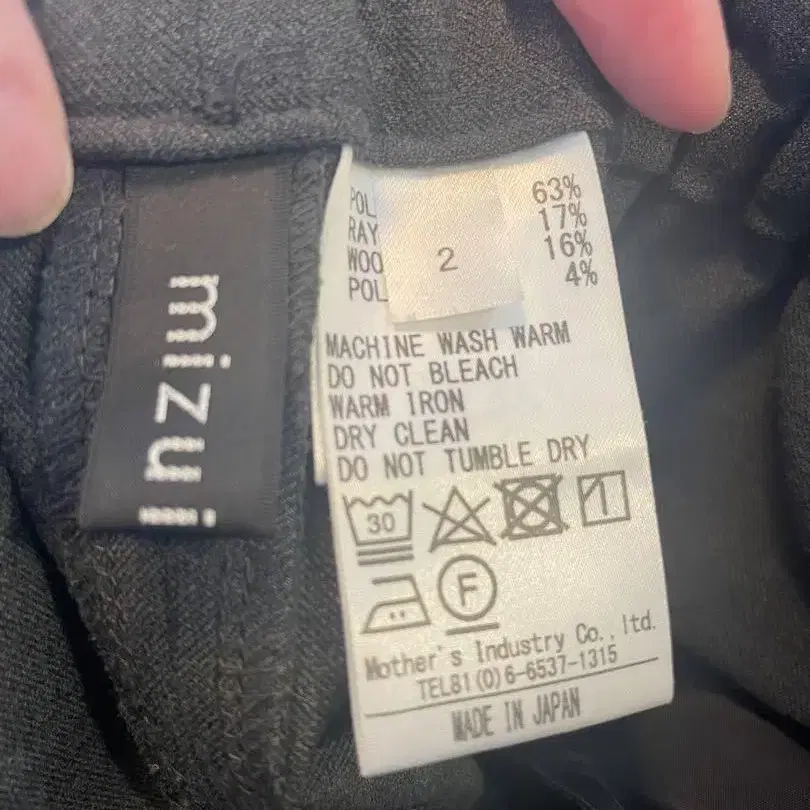 mizui
POL 63%
RAY 17%
WOO 16%
POL 4%
2
MACHINE WASH WARM
DO NOT BLEACH
WARM IRON
DRY CLEAN
DO NOT TUMBLE DRY
30
F
Mother's Industry Co., ltd.
TEL81(0)6-6537-1315
MADE IN JAPAN